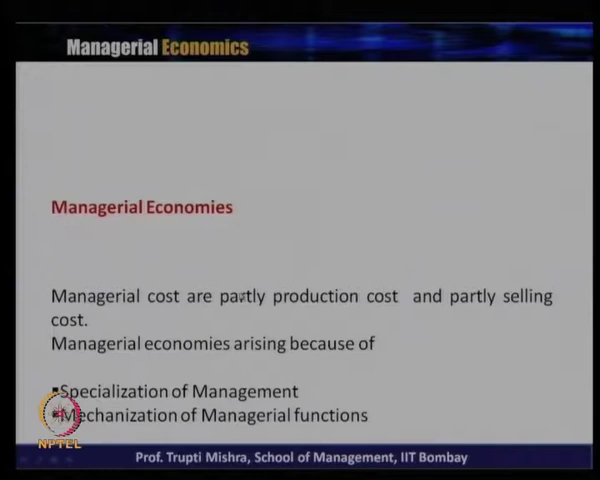 Managerial Economics
Managerial Economies
Managerial cost are partly production cost and partly selling
cost.
Managerial economies arising because of
▪Specialization of Management
▪Mechanization of Managerial functions
NPTEL
Prof. Trupti Mishra, School of Management, IIT Bombay